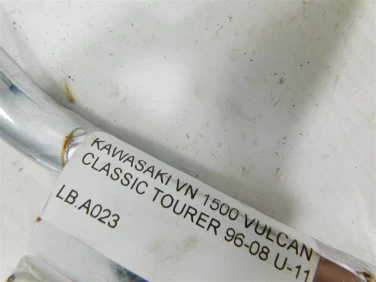 KAWASAKI VN 1500 VULCAN
CLASSIC TOURER 96-08 U-11
LB.A023